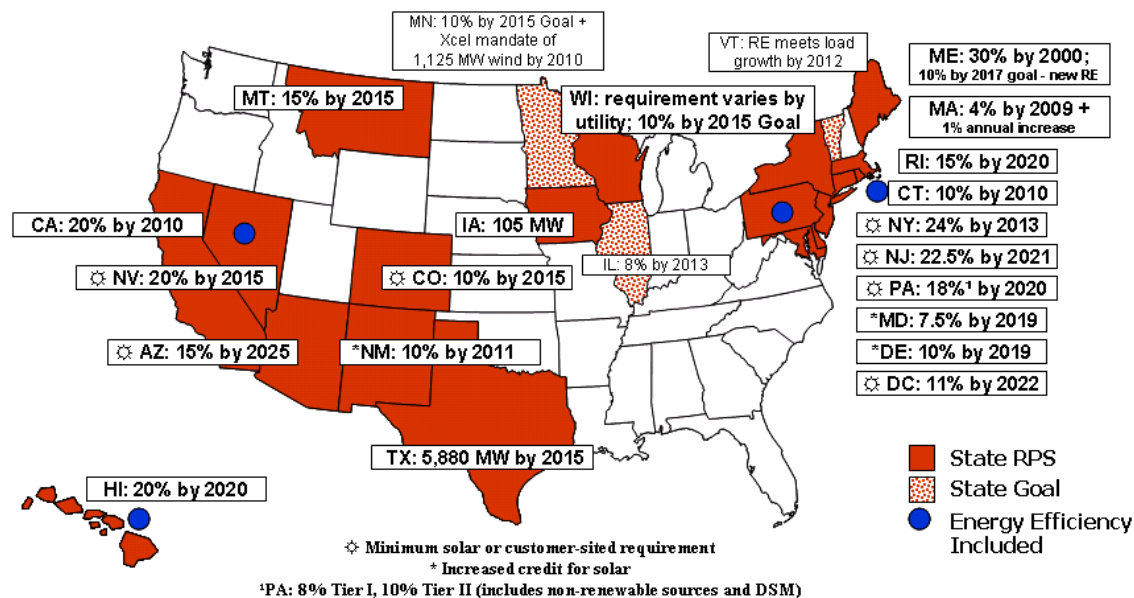 MN: 10% by 2015 Goal +
Xcel mandate of
1,125 MW wind by 2010
VT: RE meets load
growth by 2012
ME: 30% by 2000;
10% by 2017 goal - new RE
MT: 15% by 2015
WI: requirement varies by
utility; 10% by 2015 Goal
MA: 4% by 2009 +
1% annual increase
RI: 15% by 2020
CT: 10% by 2010
CA: 20% by 2010
IA: 105 MW
☼ NY: 24% by 2013
IL: 8% by 2013
☼ NJ: 22.5% by 2021
☼ NV: 20% by 2015
☼ CO: 10% by 2015
☼ PA: 18%¹ by 2020
*MD: 7.5% by 2019
☼ AZ: 15% by 2025
*NM: 10% by 2011
*DE: 10% by 2019
☼ DC: 11% by 2022
TX: 5,880 MW by 2015
State RPS
HI: 20% by 2020
State Goal
Energy Efficiency
Included
☼ Minimum solar or customer-sited requirement
* Increased credit for solar
¹PA: 8% Tier I, 10% Tier II (includes non-renewable sources and DSM)